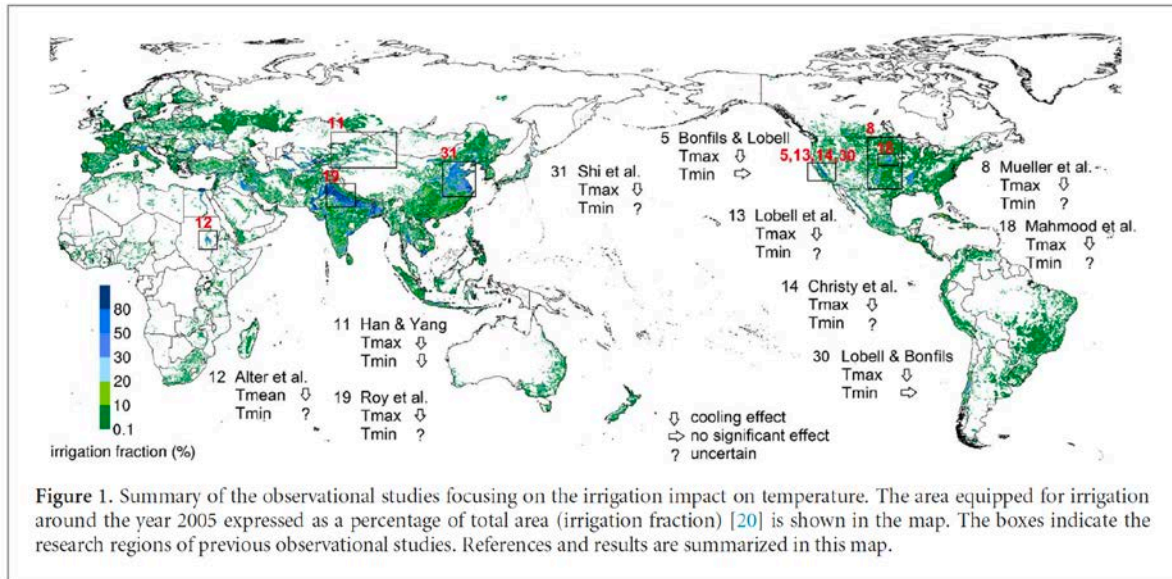 11
31
19
12
8
18
5,13,14,30
5 Bonfils & Lobell
Tmax ⇩
Tmin ⇨
31 Shi et al.
Tmax ⇩
Tmin ?
8 Mueller et al.
Tmax ⇩
Tmin ?
13 Lobell et al.
Tmax ⇩
Tmin ?
18 Mahmood et al.
Tmax ⇩
Tmin ?
14 Christy et al.
Tmax ⇩
Tmin ?
30 Lobell & Bonfils
Tmax ⇩
Tmin ⇨
11 Han & Yang
Tmax ⇩
Tmin ⇩
12 Alter et al.
Tmean ⇩
Tmin ?
19 Roy et al.
Tmax ⇩
Tmin ?
80
50
30
20
10
0.1
irrigation fraction (%)
⇩ cooling effect
⇨ no significant effect
? uncertain
Figure 1. Summary of the observational studies focusing on the irrigation impact on temperature. The area equipped for irrigation
around the year 2005 expressed as a percentage of total area (irrigation fraction) [20] is shown in the map. The boxes indicate the
research regions of previous observational studies. References and results are summarized in this map.